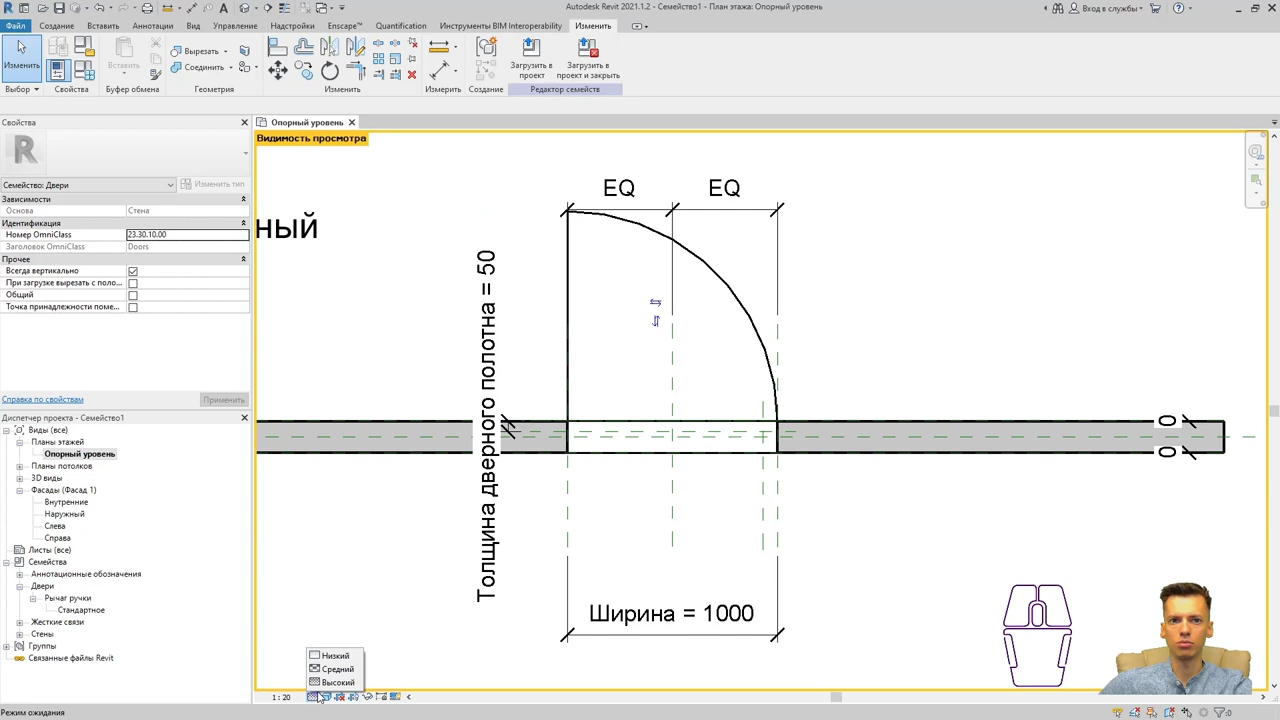 Autodesk Revit 2021.1.2 - Семейство1 - План этажа: Опорный уровень
Вход в службы
Файл Создание Вставить Аннотации Вид Управление Надстройки Enscape™ Quantification Инструменты BIM Interoperability Изменить
Изменить
Вставить
Вырезать
Соединить
Загрузить в проект
Загрузить в проект и закрыть
Выбор Свойства Буфер обмена Геометрия Изменить Измерить Создание Редактор семейств
Свойства
Опорный уровень
Видимость просмотра
R
Семейство: Двери
Изменить тип
Зависимости
Основа Стена
Идентификация
Номер OmniClass 23.30.10.00
Заголовок OmniClass Doors
Прочее
Всегда вертикально
При загрузке вырезать с поло...
Общий
Точка принадлежности поме...
Справка по свойствам
Применить
Диспетчер проекта - Семейство1
Виды (все)
Планы этажей
Опорный уровень
Планы потолков
3D виды
Фасады (Фасад 1)
Внутренние
Наружный
Слева
Справа
Листы (все)
Семейства
Аннотационные обозначения
Двери
Рычаг ручки
Стандартное
Жесткие связи
Стены
Группы
Связанные файлы Revit
ный
EQ EQ
Толщина дверного полотна = 50
0
0
Ширина = 1000
Низкий
Средний
Высокий
1 : 20
Режим ожидания
:0